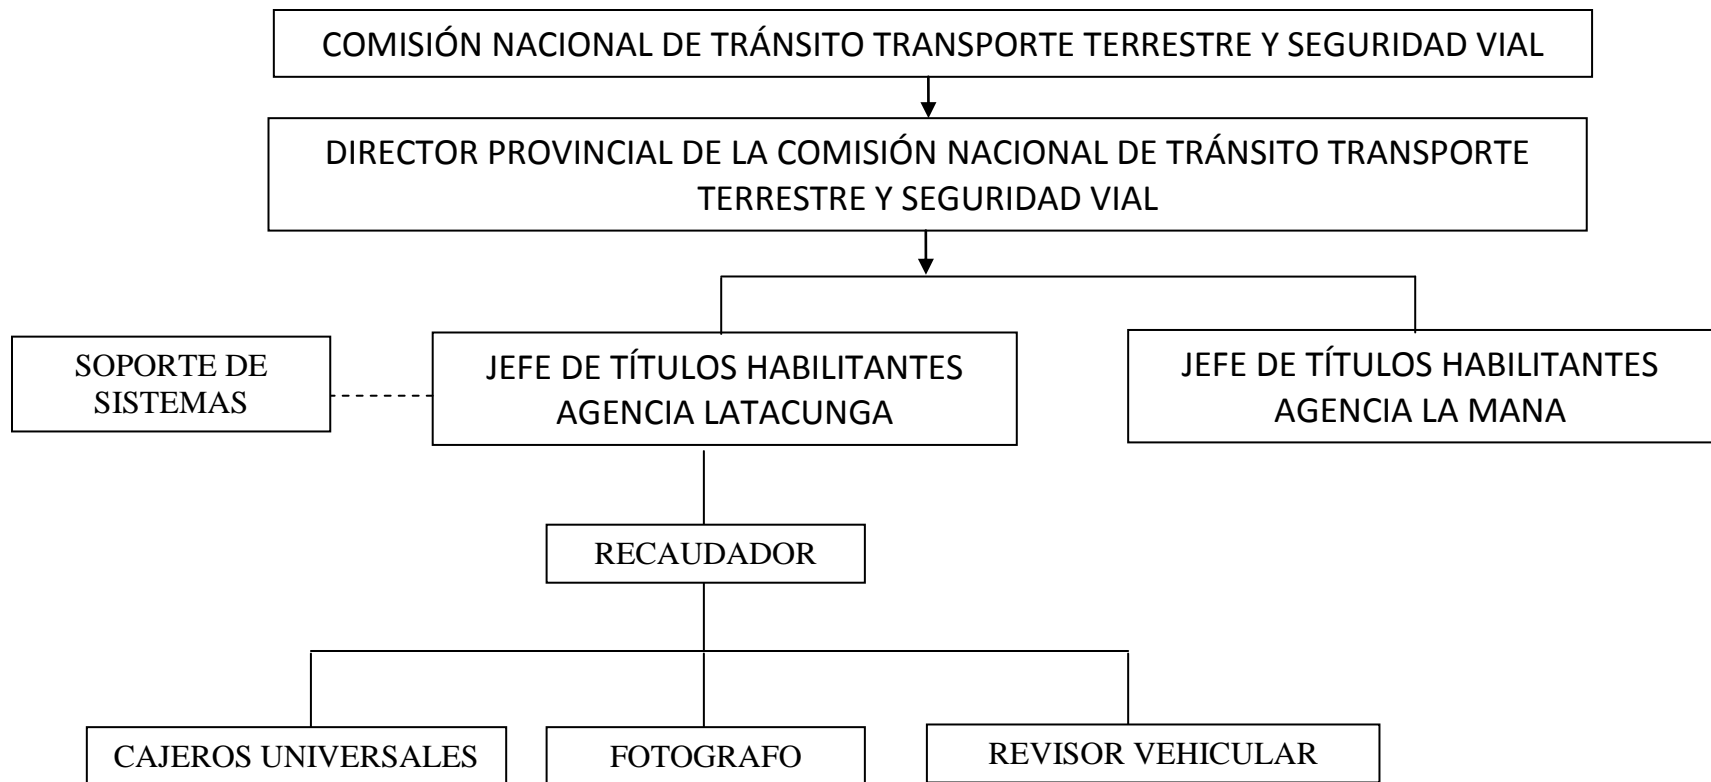 COMISIÓN NACIONAL DE TRÁNSITO TRANSPORTE TERRESTRE Y SEGURIDAD VIAL
DIRECTOR PROVINCIAL DE LA COMISIÓN NACIONAL DE TRÁNSITO TRANSPORTE
TERRESTRE Y SEGURIDAD VIAL
SOPORTE DE
SISTEMAS
JEFE DE TÍTULOS HABILITANTES
AGENCIA LATACUNGA
JEFE DE TÍTULOS HABILITANTES
AGENCIA LA MANA
RECAUDADOR
CAJEROS UNIVERSALES
FOTOGRAFO
REVISOR VEHICULAR